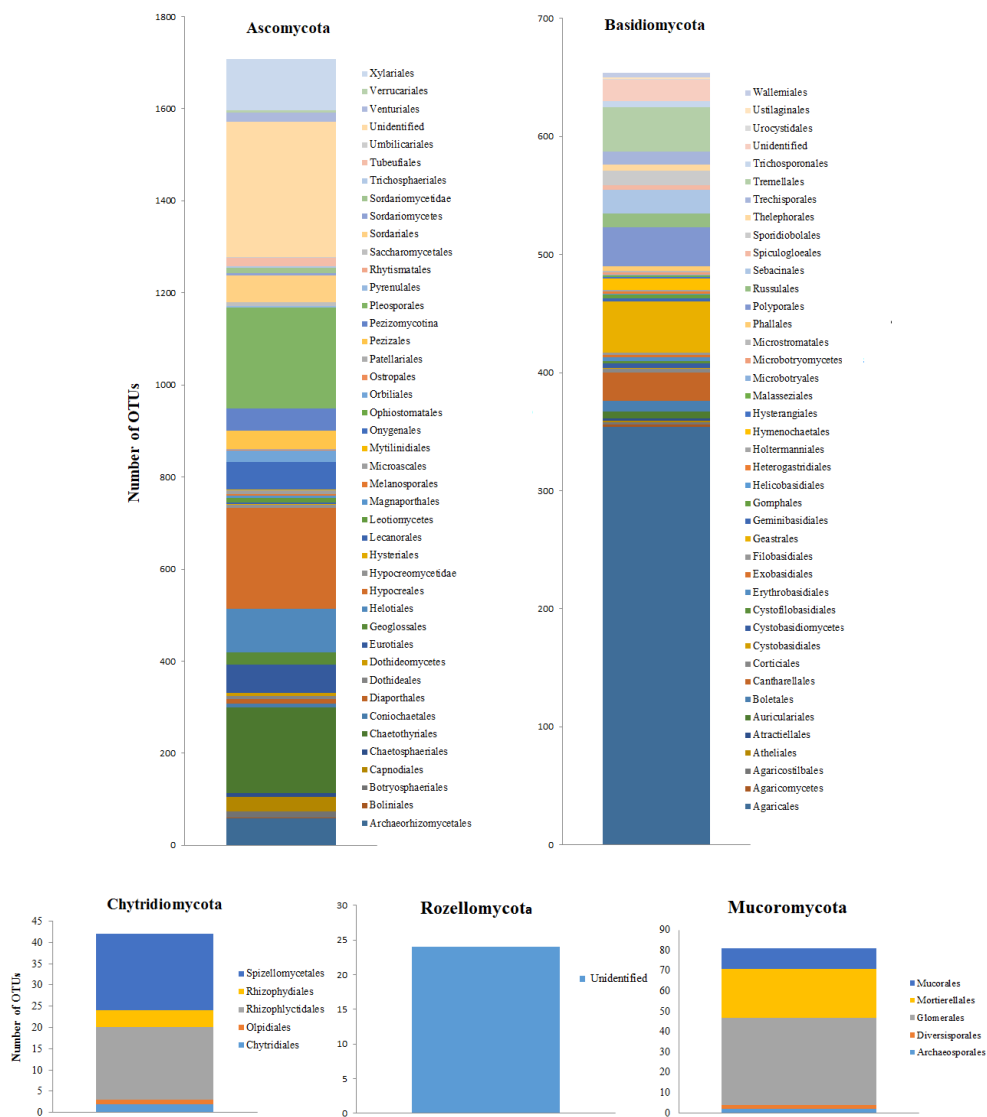 Ascomycota
Number of OTUs
1800
1600
1400
1200
1000
800
600
400
200
0
Xylariales
Verrucariales
Venturiales
Unidentified
Umbilicariales
Tubeufiales
Trichosphaeriales
Sordariomycetidae
Sordariomycetes
Sordariales
Saccharomycetales
Rhytismatales
Pyrenulales
Pleosporales
Pezizomycotina
Pezizales
Patellariales
Ostropales
Orbiliales
Ophiostomatales
Onygenales
Mytilinidiales
Microascales
Melanosporales
Magnaporthales
Leotiomycetes
Lecanorales
Hysteriales
Hypocreomycetidae
Hypocreales
Helotiales
Geoglossales
Eurotiales
Dothideomycetes
Dothideales
Diaporthales
Coniochaetales
Chaetothyriales
Chaetosphaeriales
Capnodiales
Botryosphaeriales
Boliniales
Archaeorhizomycetales
Basidiomycota
700
600
500
400
300
200
100
0
Wallemiales
Ustilaginales
Urocystidales
Unidentified
Trichosporonales
Tremellales
Trechisporales
Thelephorales
Sporidiobolales
Spiculogloeales
Sebacinales
Russulales
Polyporales
Phallales
Microstromatales
Microbotryomycetes
Microbotryales
Malasseziales
Hysterangiales
Hymenochaetales
Holtermanniales
Heterogastridiales
Helicobasidiales
Gomphales
Geminibasidiales
Geastrales
Filobasidiales
Exobasidiales
Erythrobasidiales
Cystofilobasidiales
Cystobasidiomycetes
Cystobasidiales
Corticiales
Cantharellales
Boletales
Auriculariales
Atractiellales
Atheliales
Agaricostilbales
Agaricomycetes
Agaricales
Chytridiomycota
Number of OTUs
45
40
35
30
25
20
15
10
5
0
Spizellomycetales
Rhizophydiales
Rhizophlyctidales
Olpidiales
Chytridiales
Rozellomycota
30
25
20
15
10
5
0
Unidentified
Mucoromycota
90
80
70
60
50
40
30
20
10
0
Mucorales
Mortierellales
Glomerales
Diversisporales
Archaeosporales